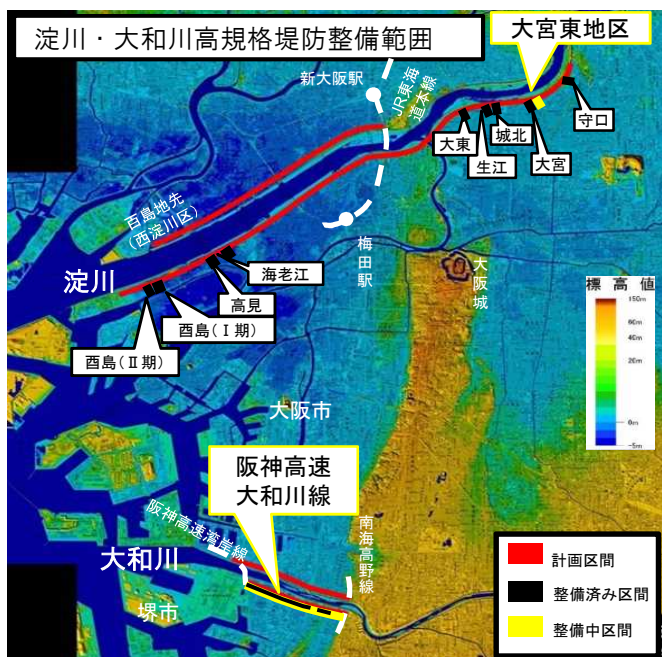 淀川・大和川高規格堤防整備範囲
大宮東地区
新大阪駅
JR東海
道本線
守口
大東
城北
生江
大宮
百島地先
(西淀川区)
梅田駅
大阪城
淀川
海老江
高見
酉島(Ⅰ期)
酉島(Ⅱ期)
標高値
150m
60m
40m
20m
0m
-5m
大阪市
阪神高速
大和川線
阪神高速湾岸線
南海高野線
大和川
堺市
計画区間
整備済み区間
整備中区間